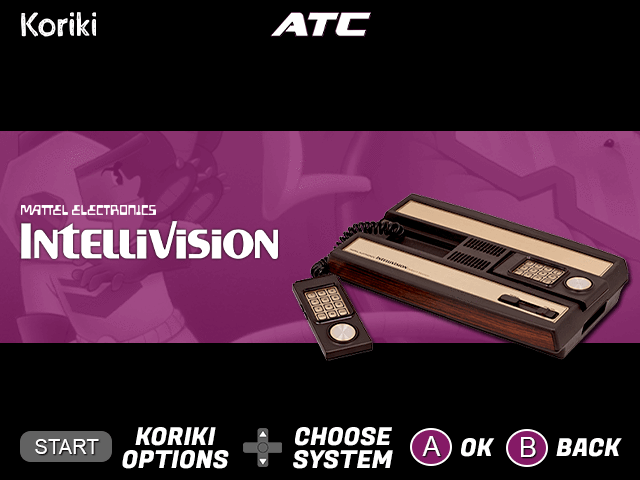 Koriki
ATC
MATTEL ELECTRONICS
INTELLIVISION
START
KORIKI
OPTIONS
CHOOSE
SYSTEM
A OK
B BACK